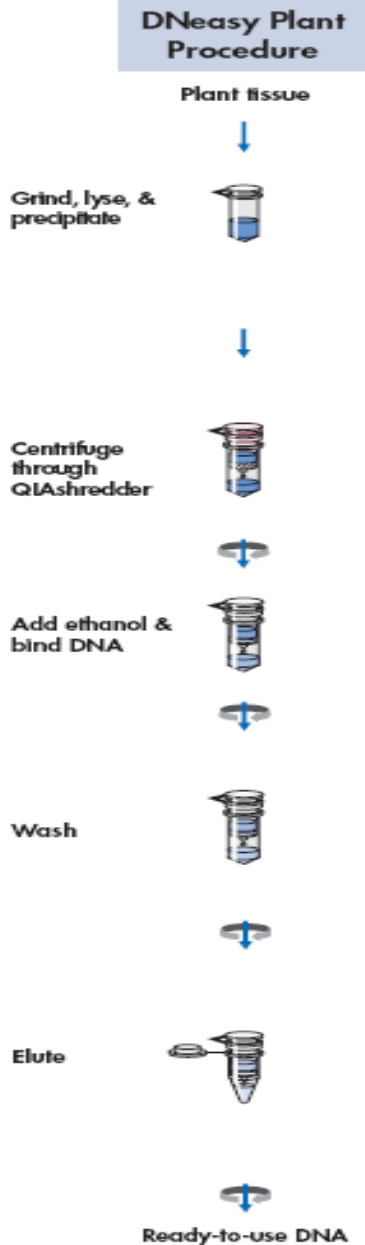 DNeasy Plant
Procedure
Plant tissue
Grind, lyse, &
precipitate
Centrifuge
through
QIAshredder
Add ethanol &
bind DNA
Wash
Elute
Ready-to-use DNA